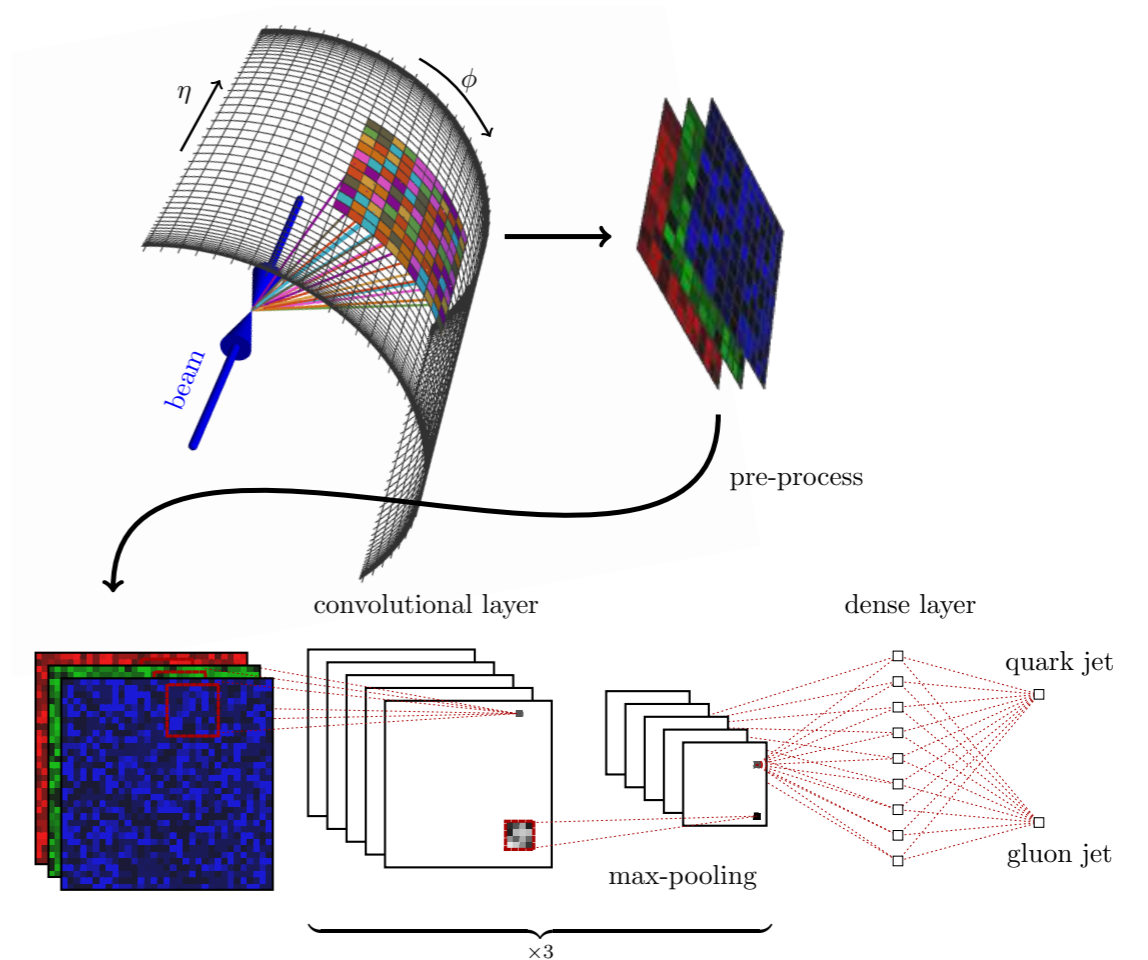 η
ϕ
beam
pre-process
convolutional layer
dense layer
quark jet
gluon jet
max-pooling
×3